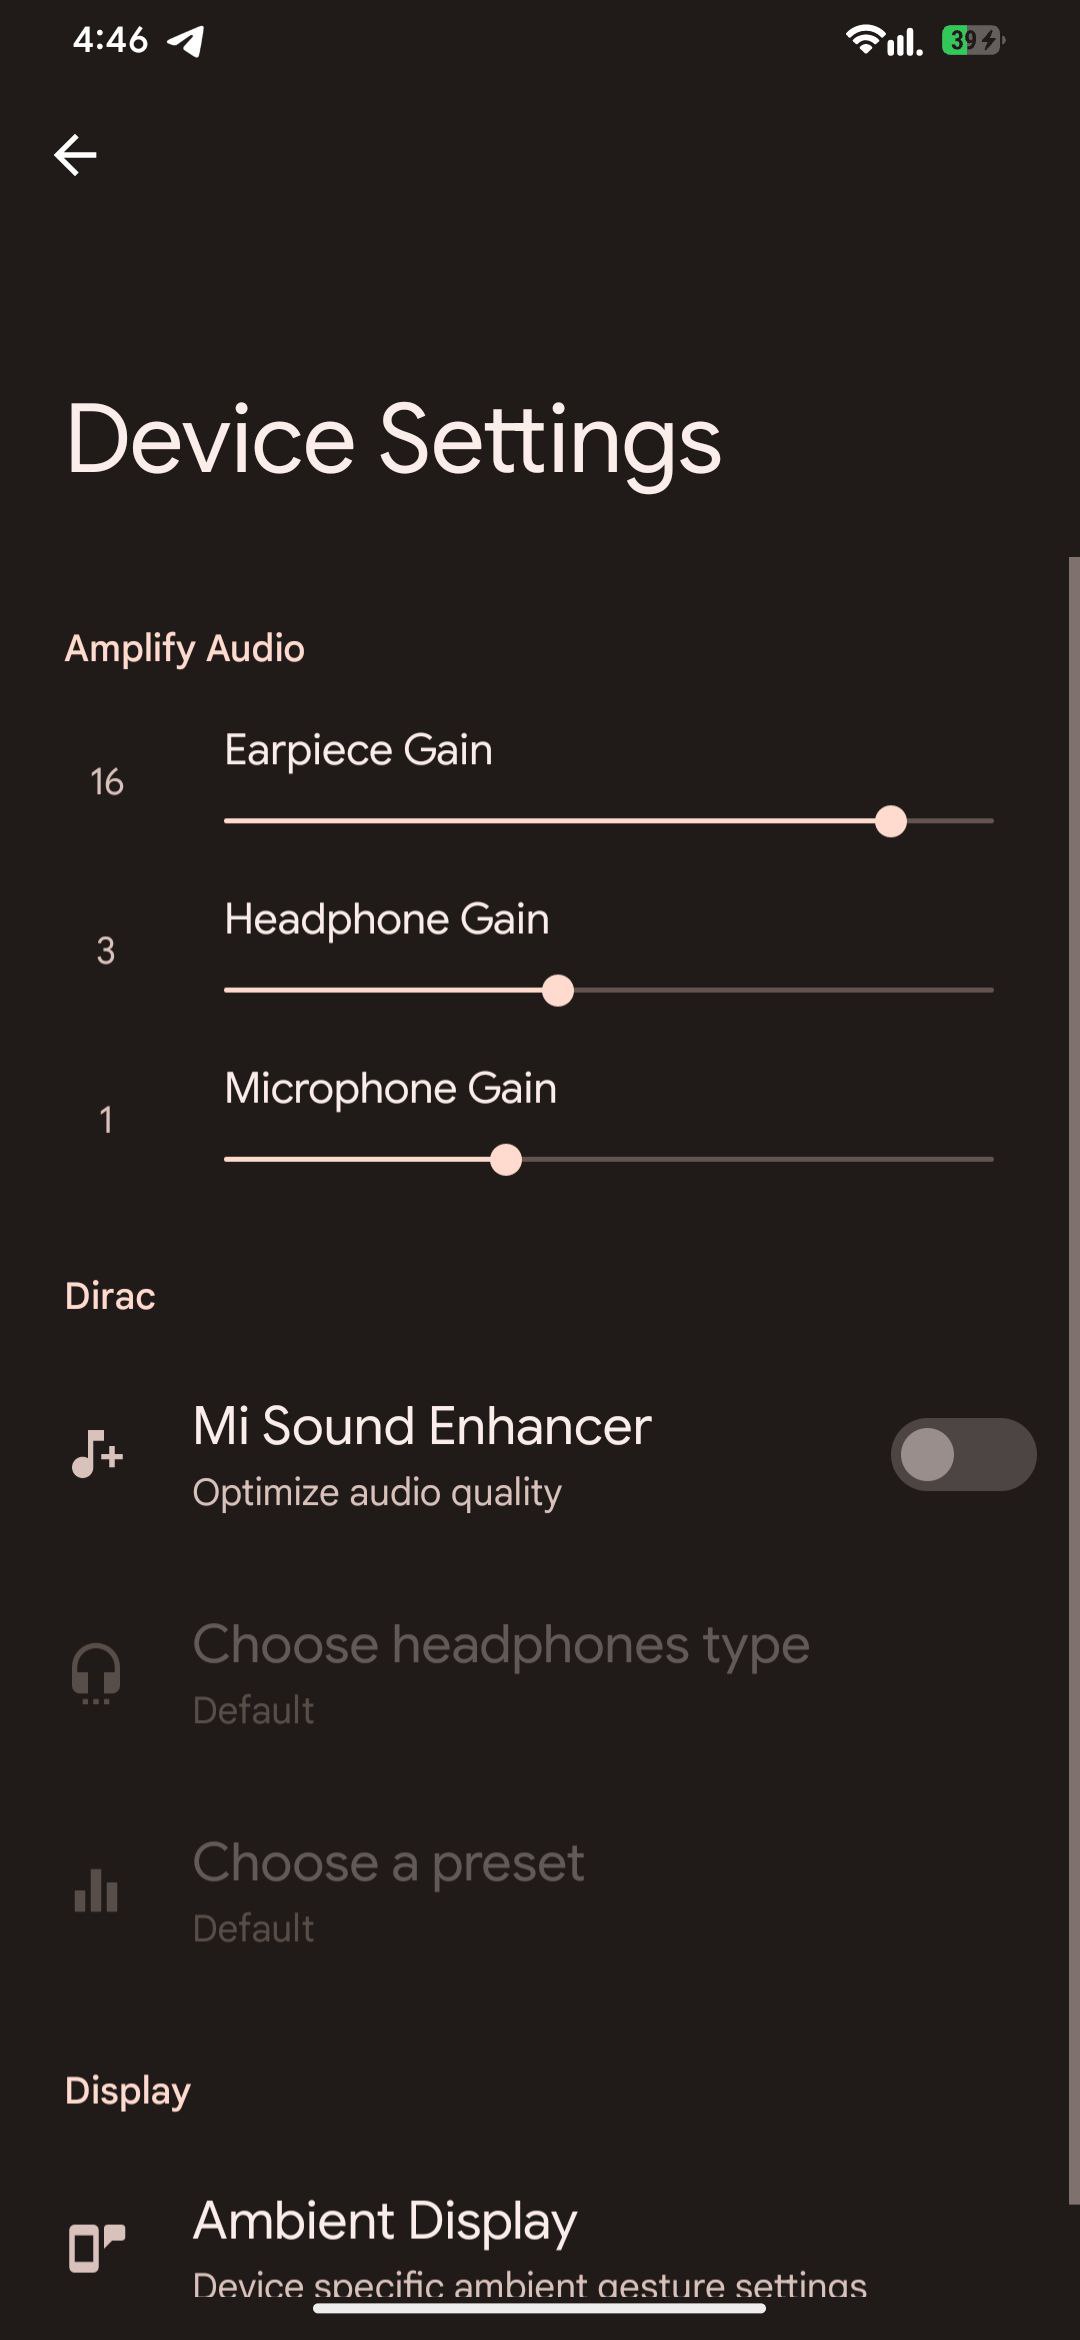 4:46
39
Device Settings
Amplify Audio
Earpiece Gain
16
Headphone Gain
3
Microphone Gain
1
Dirac
Mi Sound Enhancer
Optimize audio quality
Choose headphones type
Default
Choose a preset
Default
Display
Ambient Display
Device specific ambient gesture settings